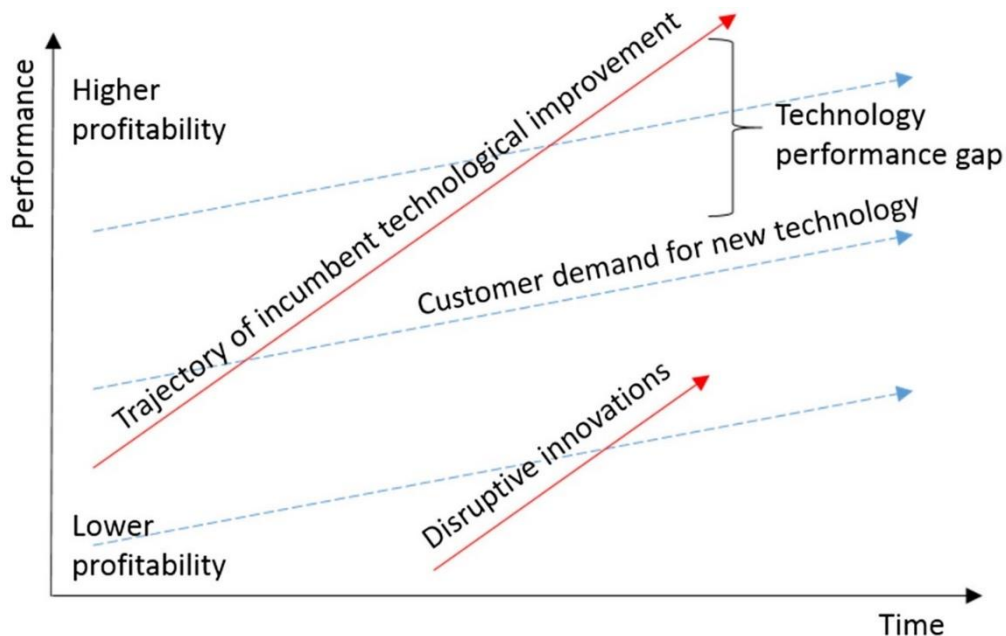 Performance
Higher
profitability
Trajectory of incumbent technological improvement
Technology
performance gap
Customer demand for new technology
Disruptive innovations
Lower
profitability
Time